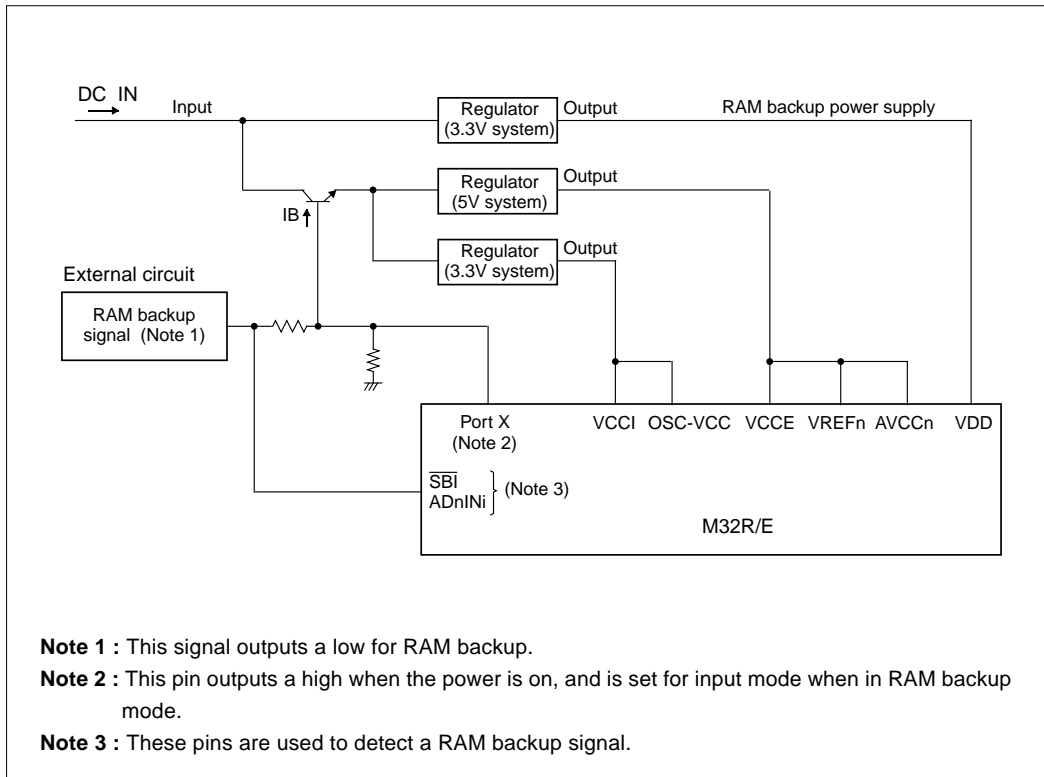 DC IN
Input
Regulator
(3.3V system)
Output
RAM backup power supply
Regulator
(5V system)
Output
IB
Regulator
(3.3V system)
Output
External circuit
RAM backup
signal (Note 1)
Port X
(Note 2)
VCCI
OSC-VCC
VCCE
VREFn
AVCCn
VDD
SBI
ADnINi
(Note 3)
M32R/E
Note 1 : This signal outputs a low for RAM backup.
Note 2 : This pin outputs a high when the power is on, and is set for input mode when in RAM backup
mode.
Note 3 : These pins are used to detect a RAM backup signal.